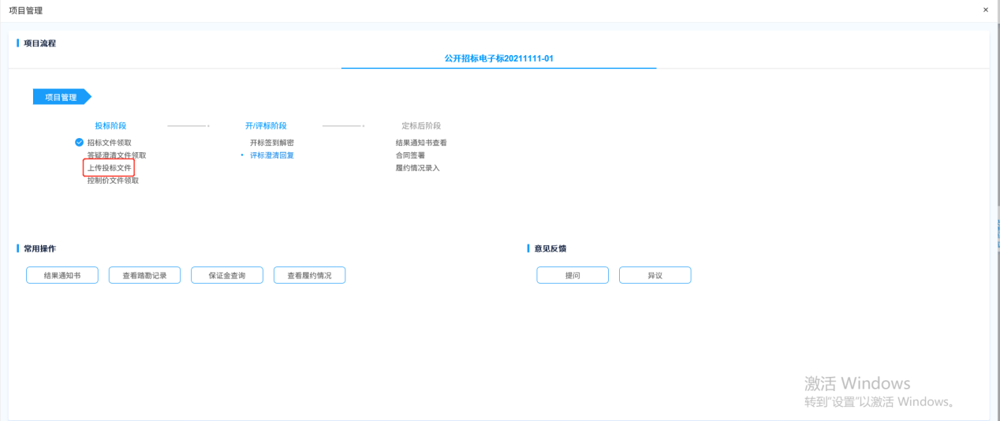 项目管理
×
项目流程
公开招标电子标20211111-01
项目管理
投标阶段
开/评标阶段
定标后阶段
招标文件领取
开标签到解密
结果通知书查看
答疑澄清文件领取
评标澄清回复
合同签署
上传投标文件
履约情况录入
控制价文件领取
常用操作
意见反馈
结果通知书
查看踏勘记录
保证金查询
查看履约情况
提问
异议
激活 Windows
转到"设置"以激活 Windows。